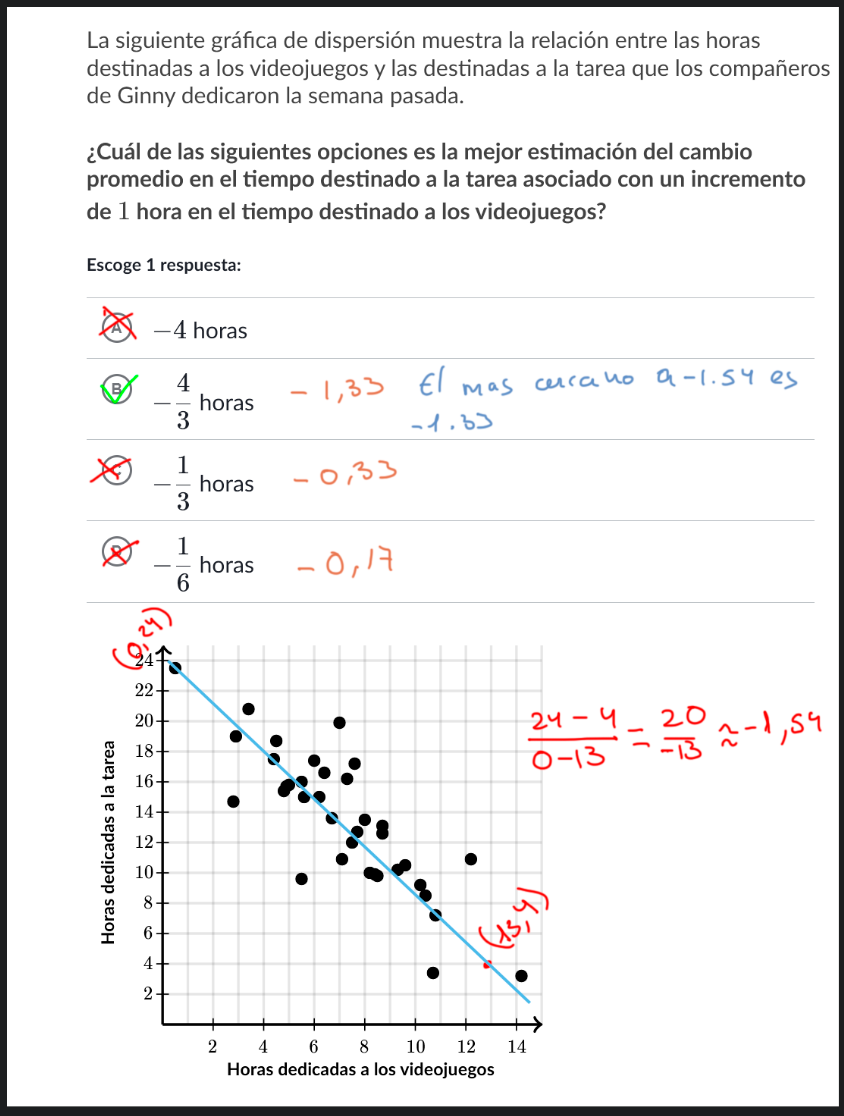 La siguiente gráfica de dispersión muestra la relación entre las horas
destinadas a los videojuegos y las destinadas a la tarea que los compañeros
de Ginny dedicaron la semana pasada.
¿Cuál de las siguientes opciones es la mejor estimación del cambio
promedio en el tiempo destinado a la tarea asociado con un incremento
de 1 hora en el tiempo destinado a los videojuegos?
Escoge 1 respuesta:
A −4 horas
B −4/3 horas − 1,33 El mas cercano a −1.54 es
−1.33
C −1/3 horas − 0,33
D −1/6 horas − 0,17
(0,24)
24
22
20
18
16
14
12
10
8
6
4
2
24 − 4 / 0 − 13 = 20 / −13 ≈ −1,54
(13,4)
Horas dedicadas a la tarea
2 4 6 8 10 12 14
Horas dedicadas a los videojuegos